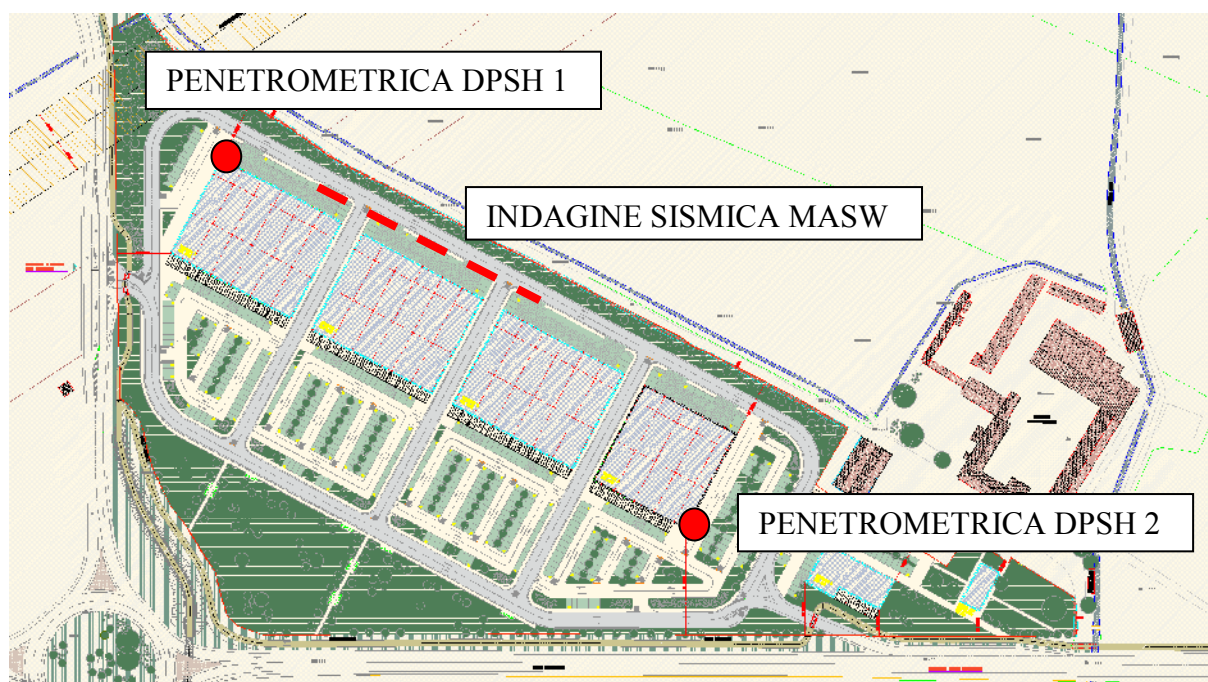 PENETROMETRICA DPSH 1
INDAGINE SISMICA MASW
PENETROMETRICA DPSH 2